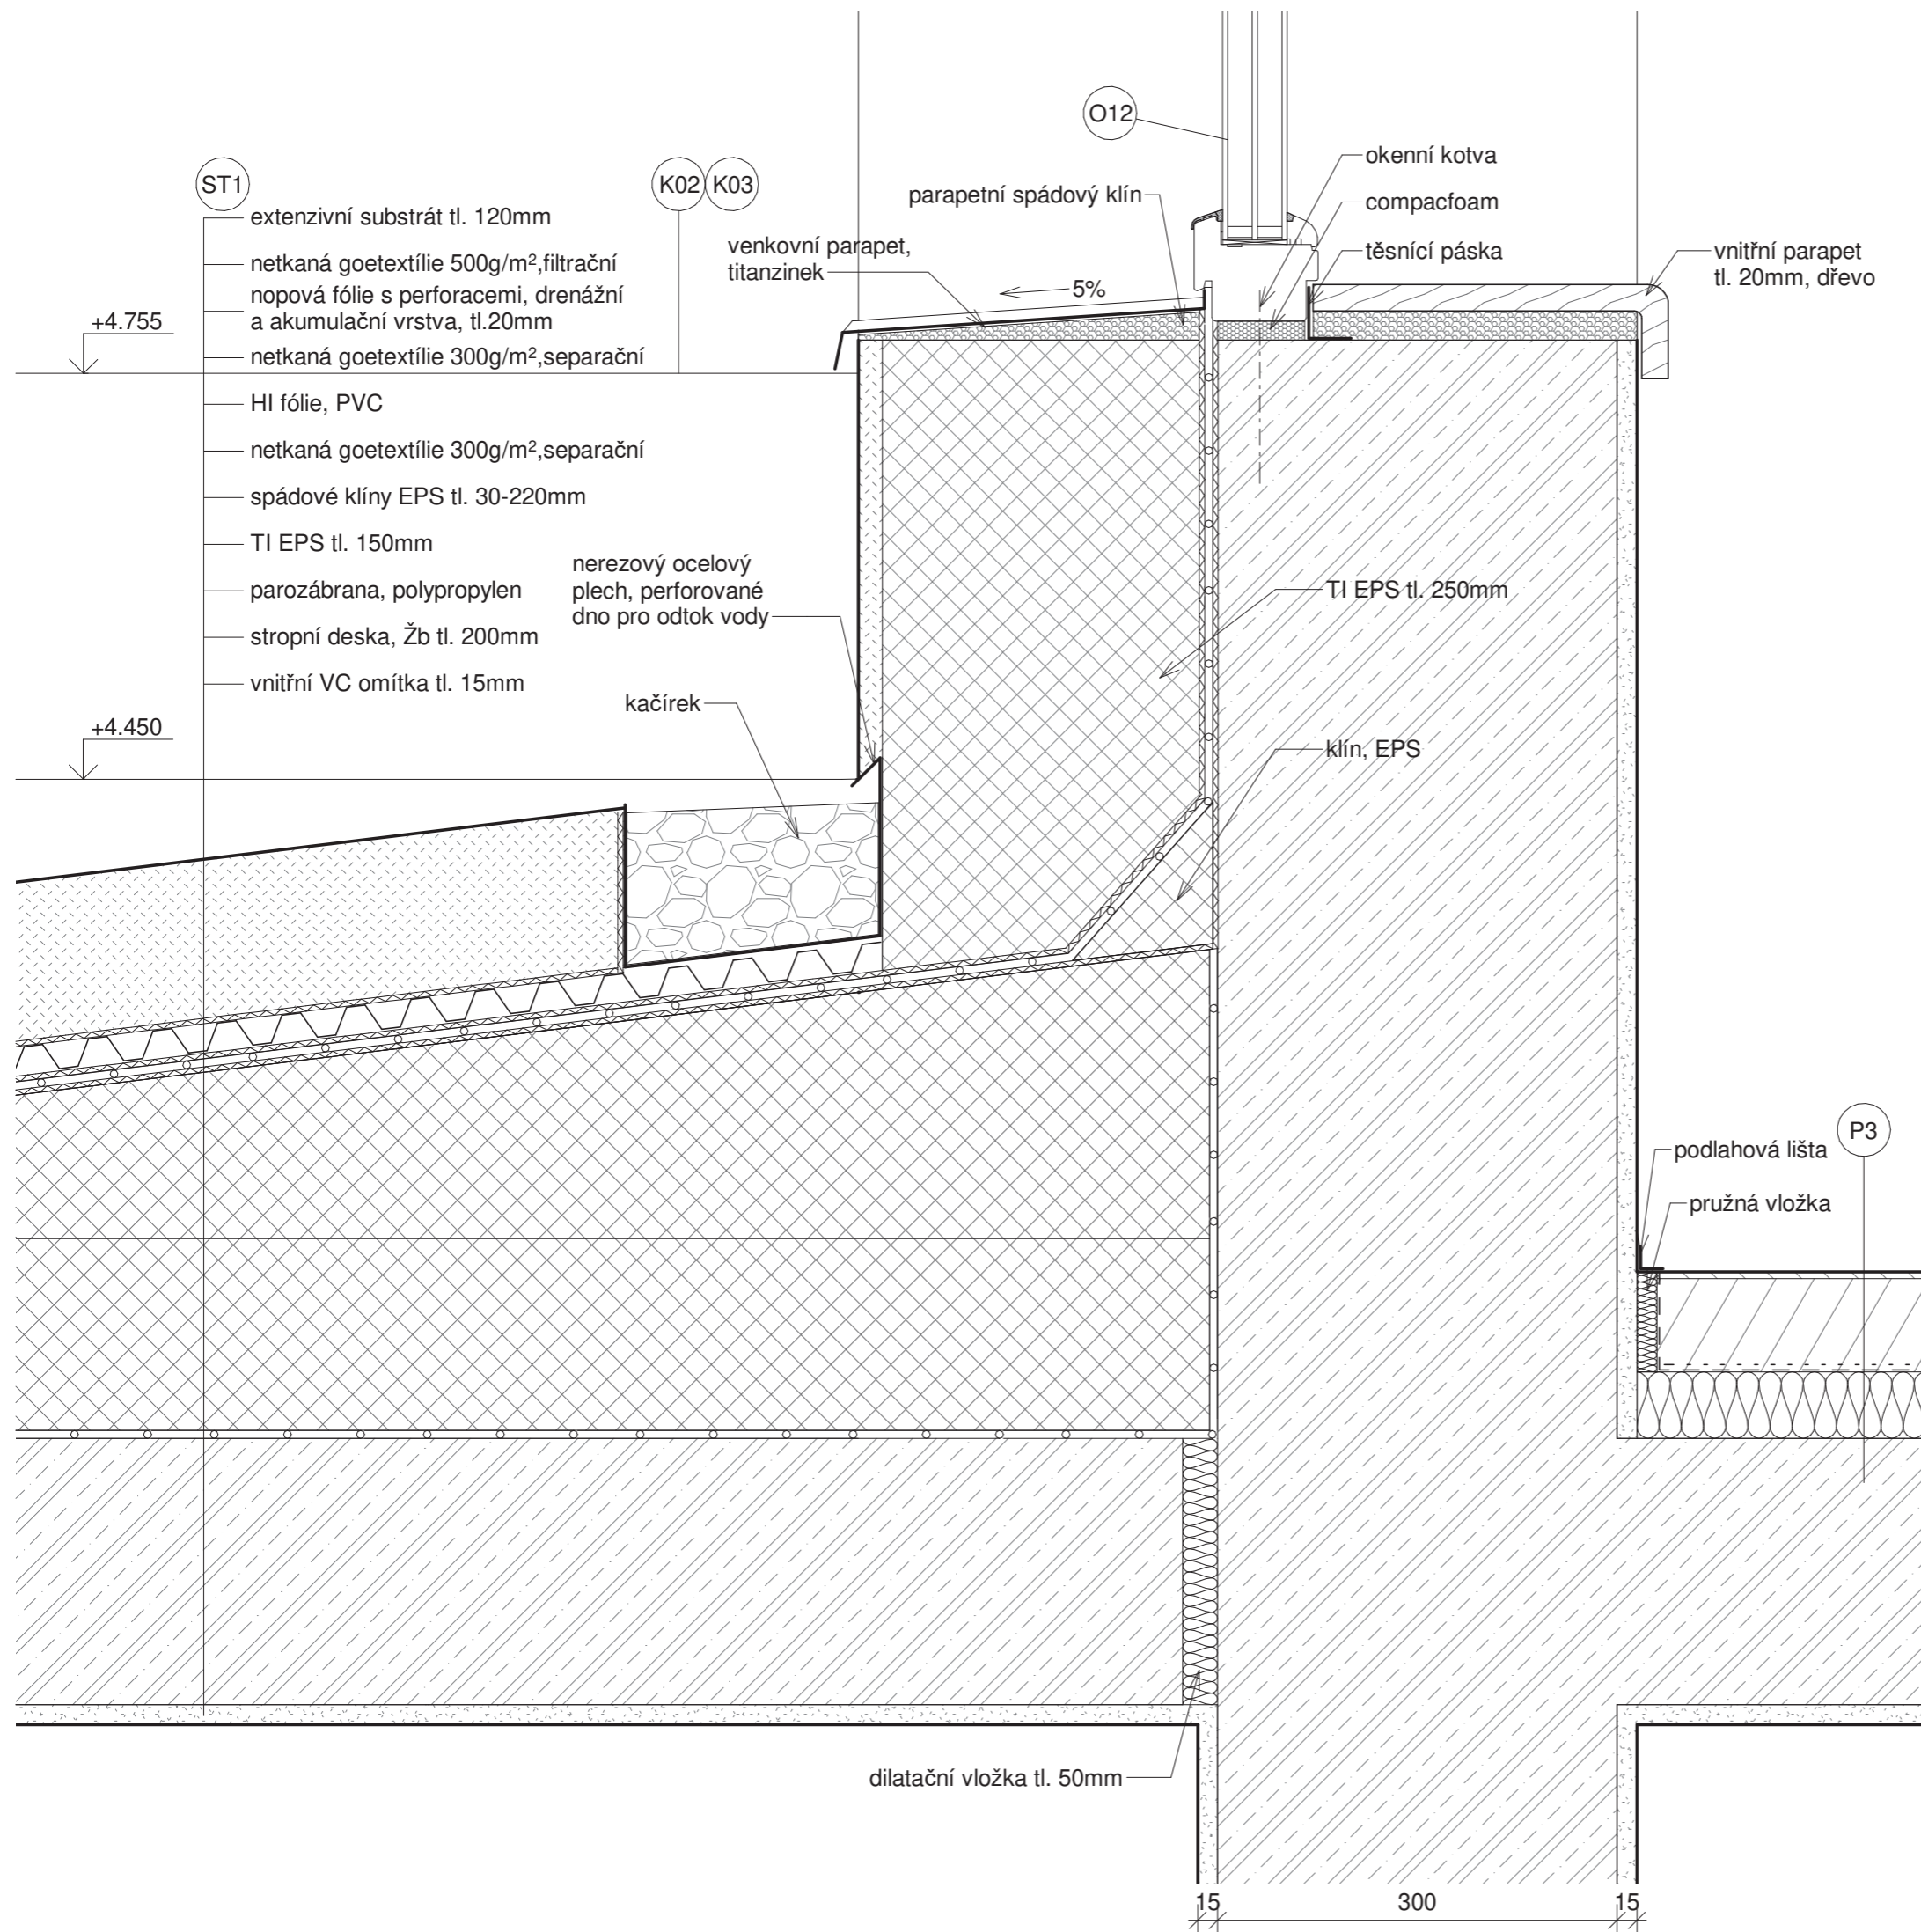 O12
okenní kotva
compacfoam
těsnící páska
parapetní spádový klín
ST1
K02
K03
extenzivní substrát tl. 120mm
netkaná goetextílie 500g/m²,filtrační
nopová fólie s perforacemi, drenážní
a akumulační vrstva, tl.20mm
netkaná goetextílie 300g/m²,separační
HI fólie, PVC
netkaná goetextílie 300g/m²,separační
spádové klíny EPS tl. 30-220mm
TI EPS tl. 150mm
parozábrana, polypropylen
stropní deska, Žb tl. 200mm
vnitřní VC omítka tl. 15mm
venkovní parapet,
titanzinek
5%
vnitřní parapet
tl. 20mm, dřevo
+4.755
nerezový ocelový
plech, perforované
dno pro odtok vody
TI EPS tl. 250mm
kačírek
klín, EPS
+4.450
P3
podlahová lišta
pružná vložka
dilatační vložka tl. 50mm
15
300
15